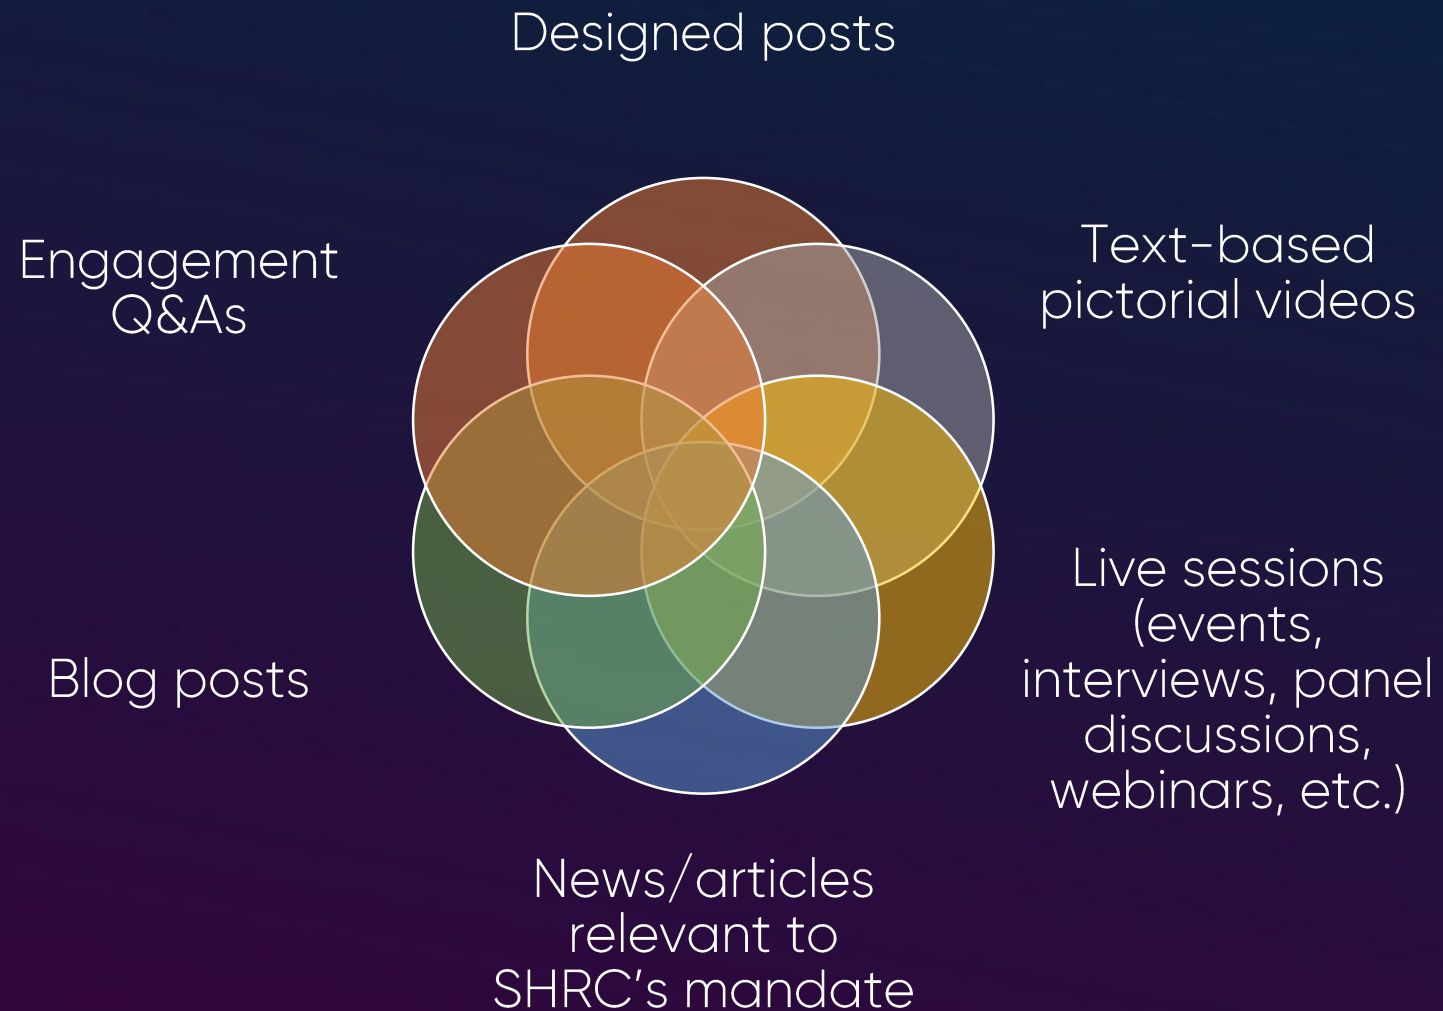 Designed posts
Text-based
pictorial videos
Live sessions
(events,
interviews, panel
discussions,
webinars, etc.)
News/articles
relevant to
SHRC’s mandate
Blog posts
Engagement
Q&As